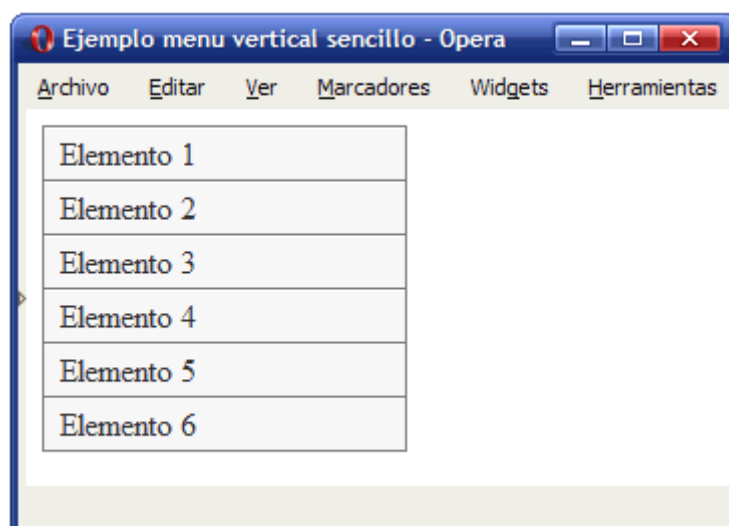 Ejemplo menu vertical sencillo - Opera
Archivo Editar Ver Marcadores Widgets Herramientas
Elemento 1
Elemento 2
Elemento 3
Elemento 4
Elemento 5
Elemento 6